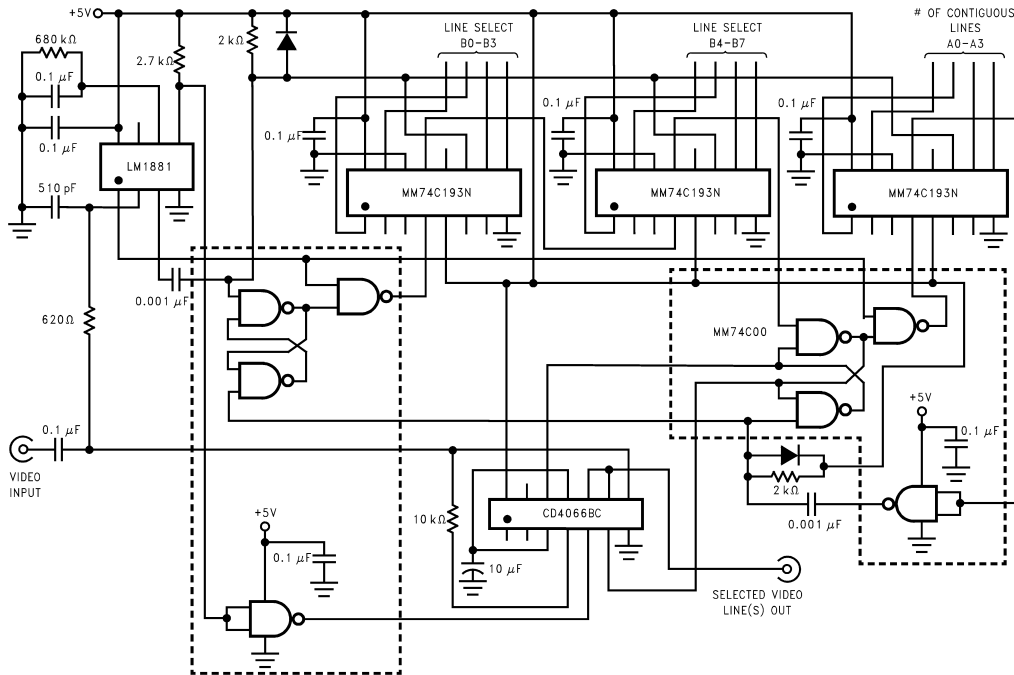 +5V
680 kΩ
0.1 μF
0.1 μF
2.7 kΩ
2 kΩ
LINE SELECT
B0-B3
LINE SELECT
B4-B7
# OF CONTIGUOUS
LINES
A0-A3
0.1 μF
0.1 μF
0.1 μF
LM1881
510 pF
MM74C193N
MM74C193N
MM74C193N
0.001 μF
620Ω
MM74C00
+5V
0.1 μF
0.1 μF
VIDEO
INPUT
2 kΩ
0.001 μF
10 kΩ
CD4066BC
+5V
0.1 μF
10 μF
SELECTED VIDEO
LINE(S) OUT